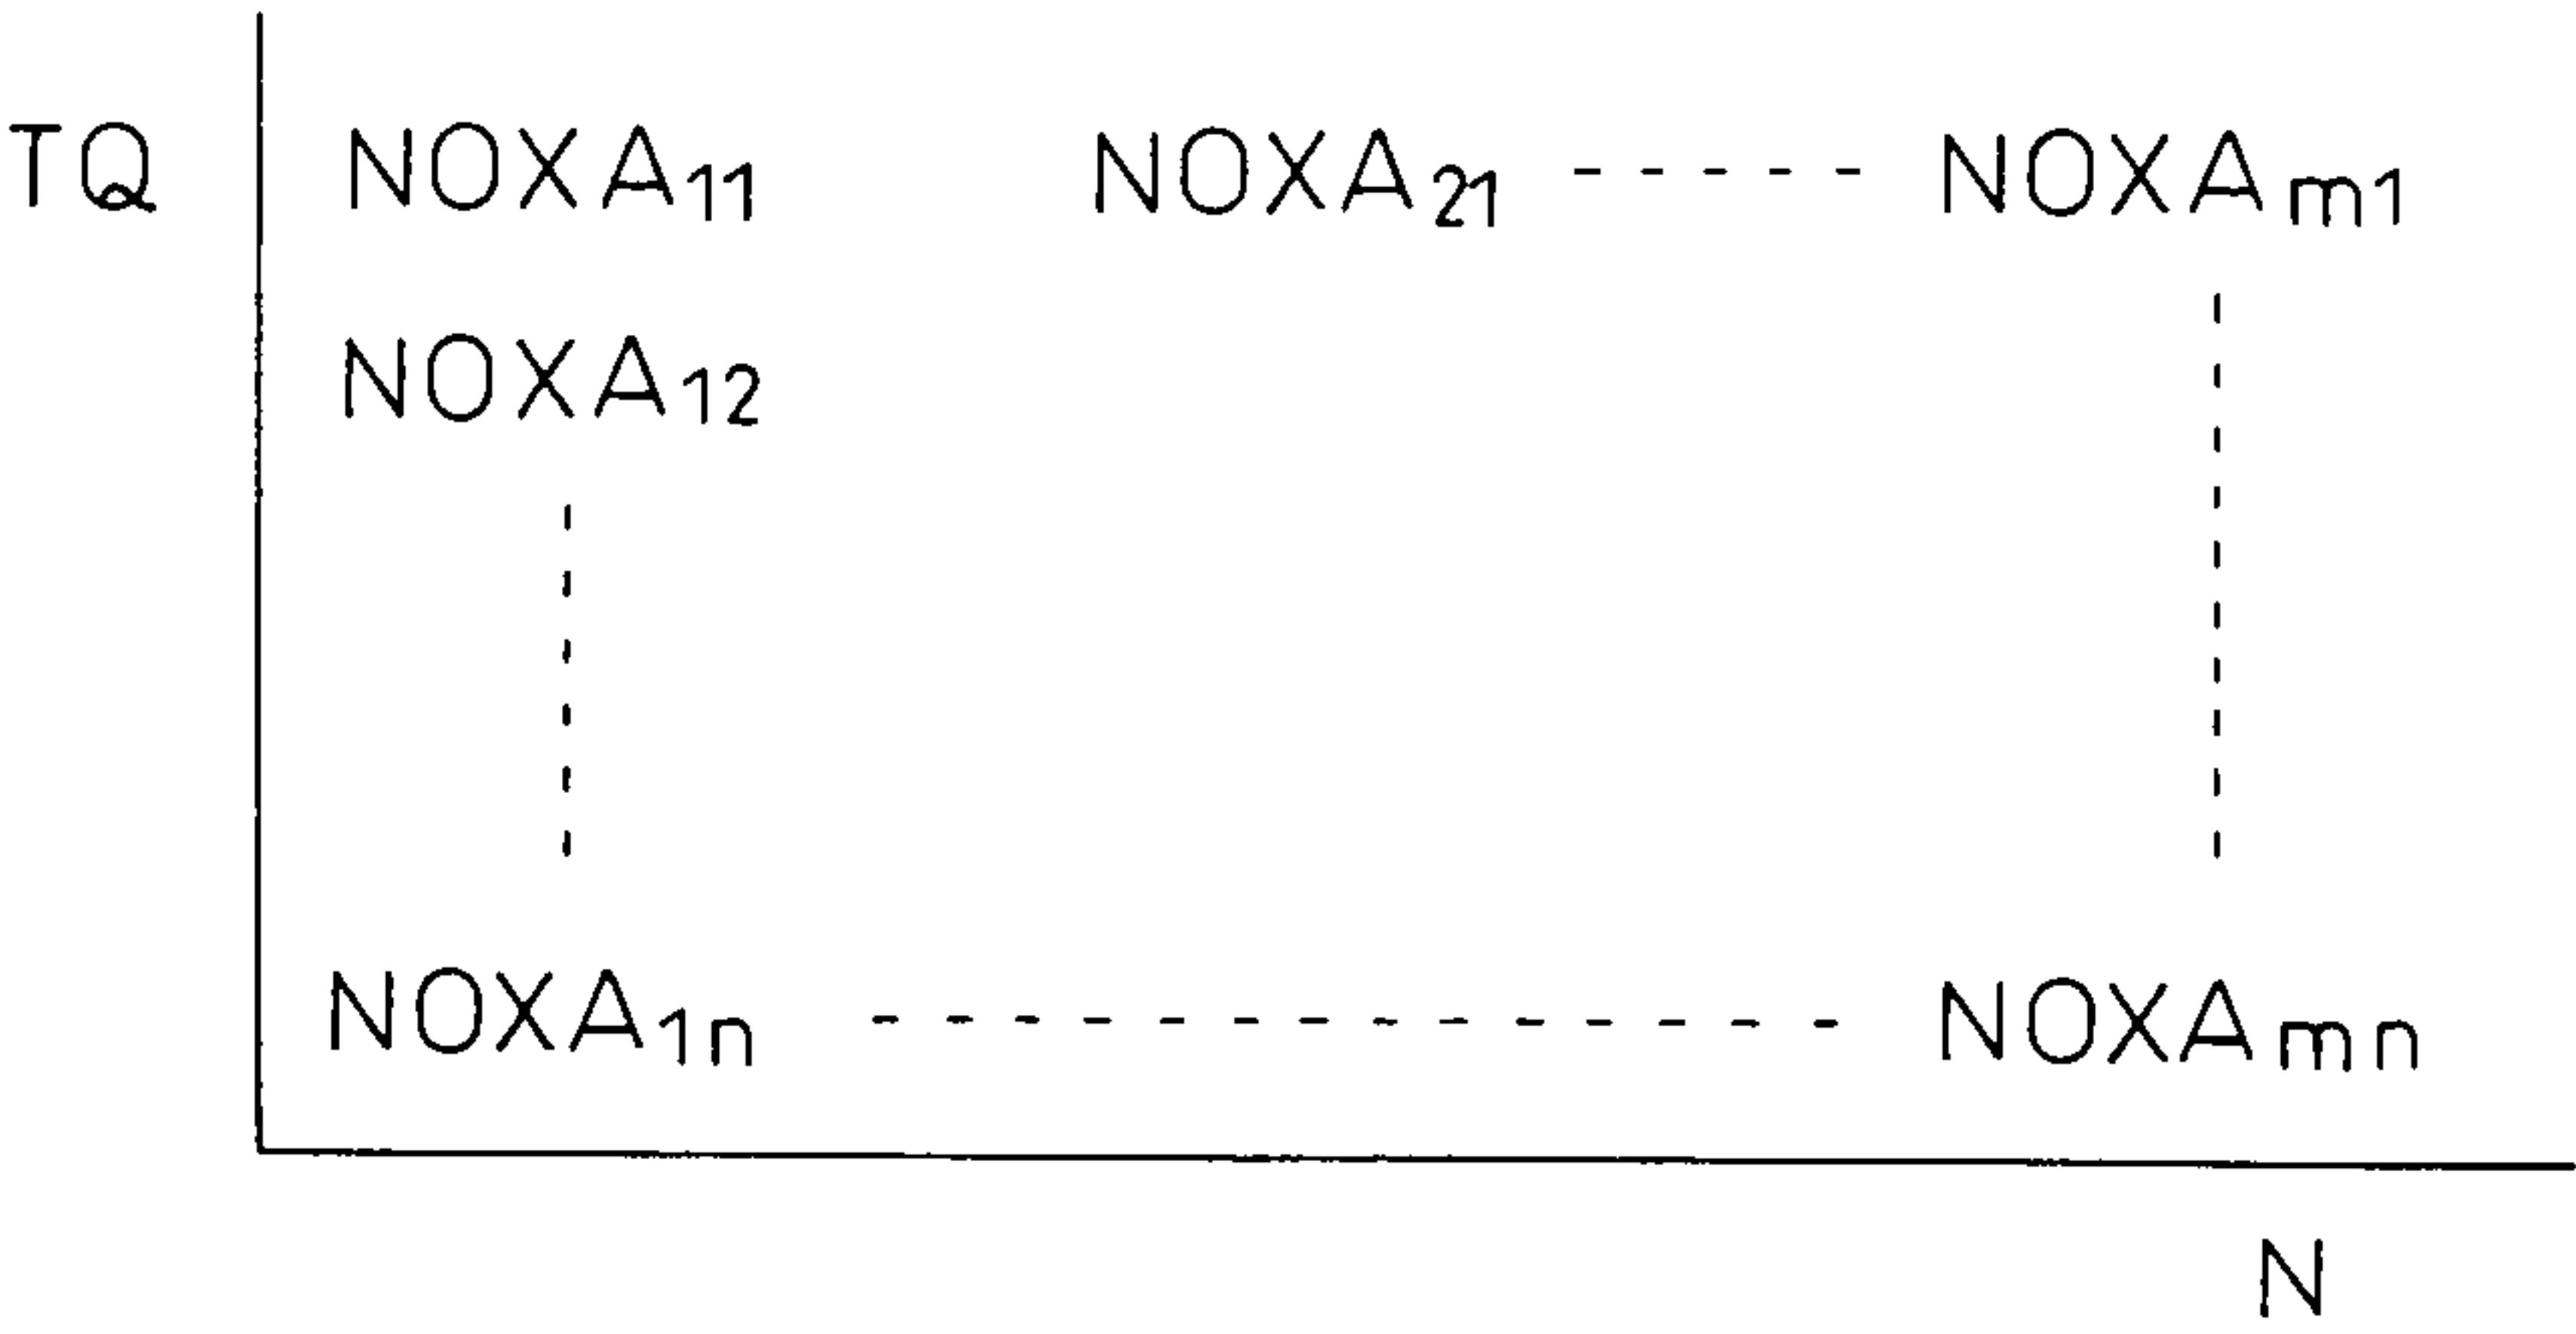 TQ NOXA₁₁ NOXA₂₁ ----- NOXAₘ₁
NOXA₁₂
NOXA₁ₙ -------------- NOXAₘₙ
N